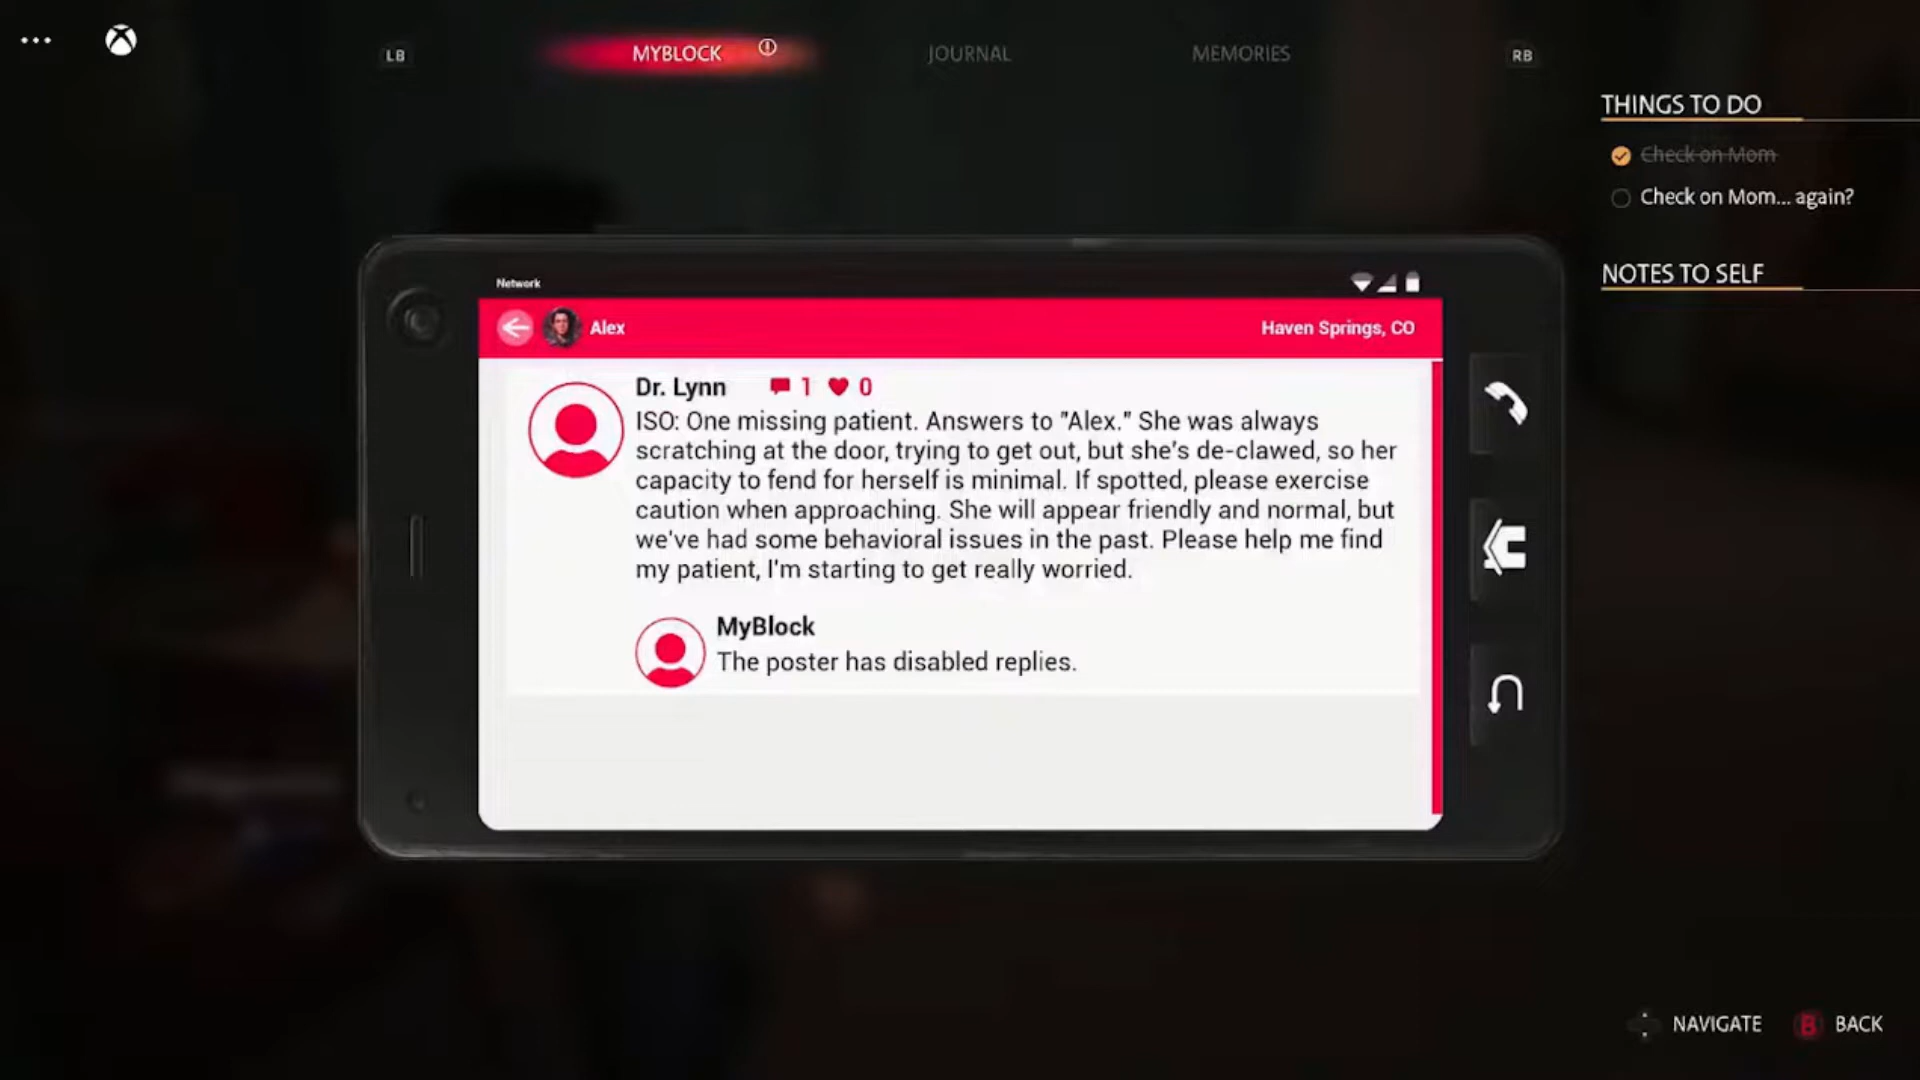 LB
MYBLOCK
JOURNAL
MEMORIES
RB
THINGS TO DO
Check on Mom
Check on Mom... again?
NOTES TO SELF
Network
Alex
Haven Springs, CO
Dr. Lynn 1 0
ISO: One missing patient. Answers to "Alex." She was always
scratching at the door, trying to get out, but she's de-clawed, so her
capacity to fend for herself is minimal. If spotted, please exercise
caution when approaching. She will appear friendly and normal, but
we've had some behavioral issues in the past. Please help me find
my patient, I'm starting to get really worried.
MyBlock
The poster has disabled replies.
NAVIGATE
B BACK